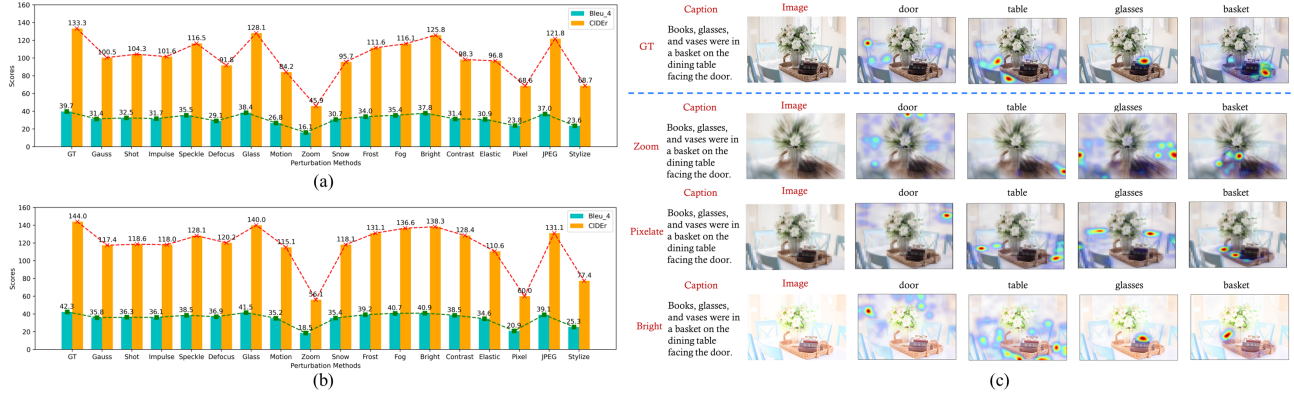 160
140
120
100
80
60
40
20
0
Scores
Bleu_4
CIDEr
133.3 100.5 104.3 101.6 116.5 91.8 128.1 84.2 45.9 95.7 111.6 116.1 125.8 98.3 96.8 68.6 121.8 68.7
39.7 31.4 32.5 31.7 35.5 29.1 38.4 26.8 16.1 30.7 34.0 35.4 37.8 31.4 30.9 23.8 37.0 23.6
GT Gauss Shot Impulse Speckle Defocus Glass Motion Zoom Snow Frost Fog Bright Contrast Elastic Pixel JPEG Stylize
Perturbation Methods
(a)
160
140
120
100
80
60
40
20
0
Scores
Bleu_4
CIDEr
144.0 117.4 118.6 118.0 128.1 120.2 140.0 115.1 56.1 118.1 131.1 136.6 138.3 128.4 110.6 60.0 131.1 77.4
42.3 35.8 36.3 36.1 38.5 36.9 41.5 35.2 18.5 35.4 39.2 40.7 40.9 38.5 34.6 20.9 39.1 25.3
GT Gauss Shot Impulse Speckle Defocus Glass Motion Zoom Snow Frost Fog Bright Contrast Elastic Pixel JPEG Stylize
Perturbation Methods
(b)
Caption Image door table glasses basket
GT
Books, glasses,
and vases were in
a basket on the
dining table
facing the door.
Caption Image door table glasses basket
Zoom
Books, glasses,
and vases were in
a basket on the
dining table
facing the door.
Caption Image door table glasses basket
Pixelate
Books, glasses,
and vases were in
a basket on the
dining table
facing the door.
Caption Image door table glasses basket
Bright
Books, glasses,
and vases were in
a basket on the
dining table
facing the door.
(c)